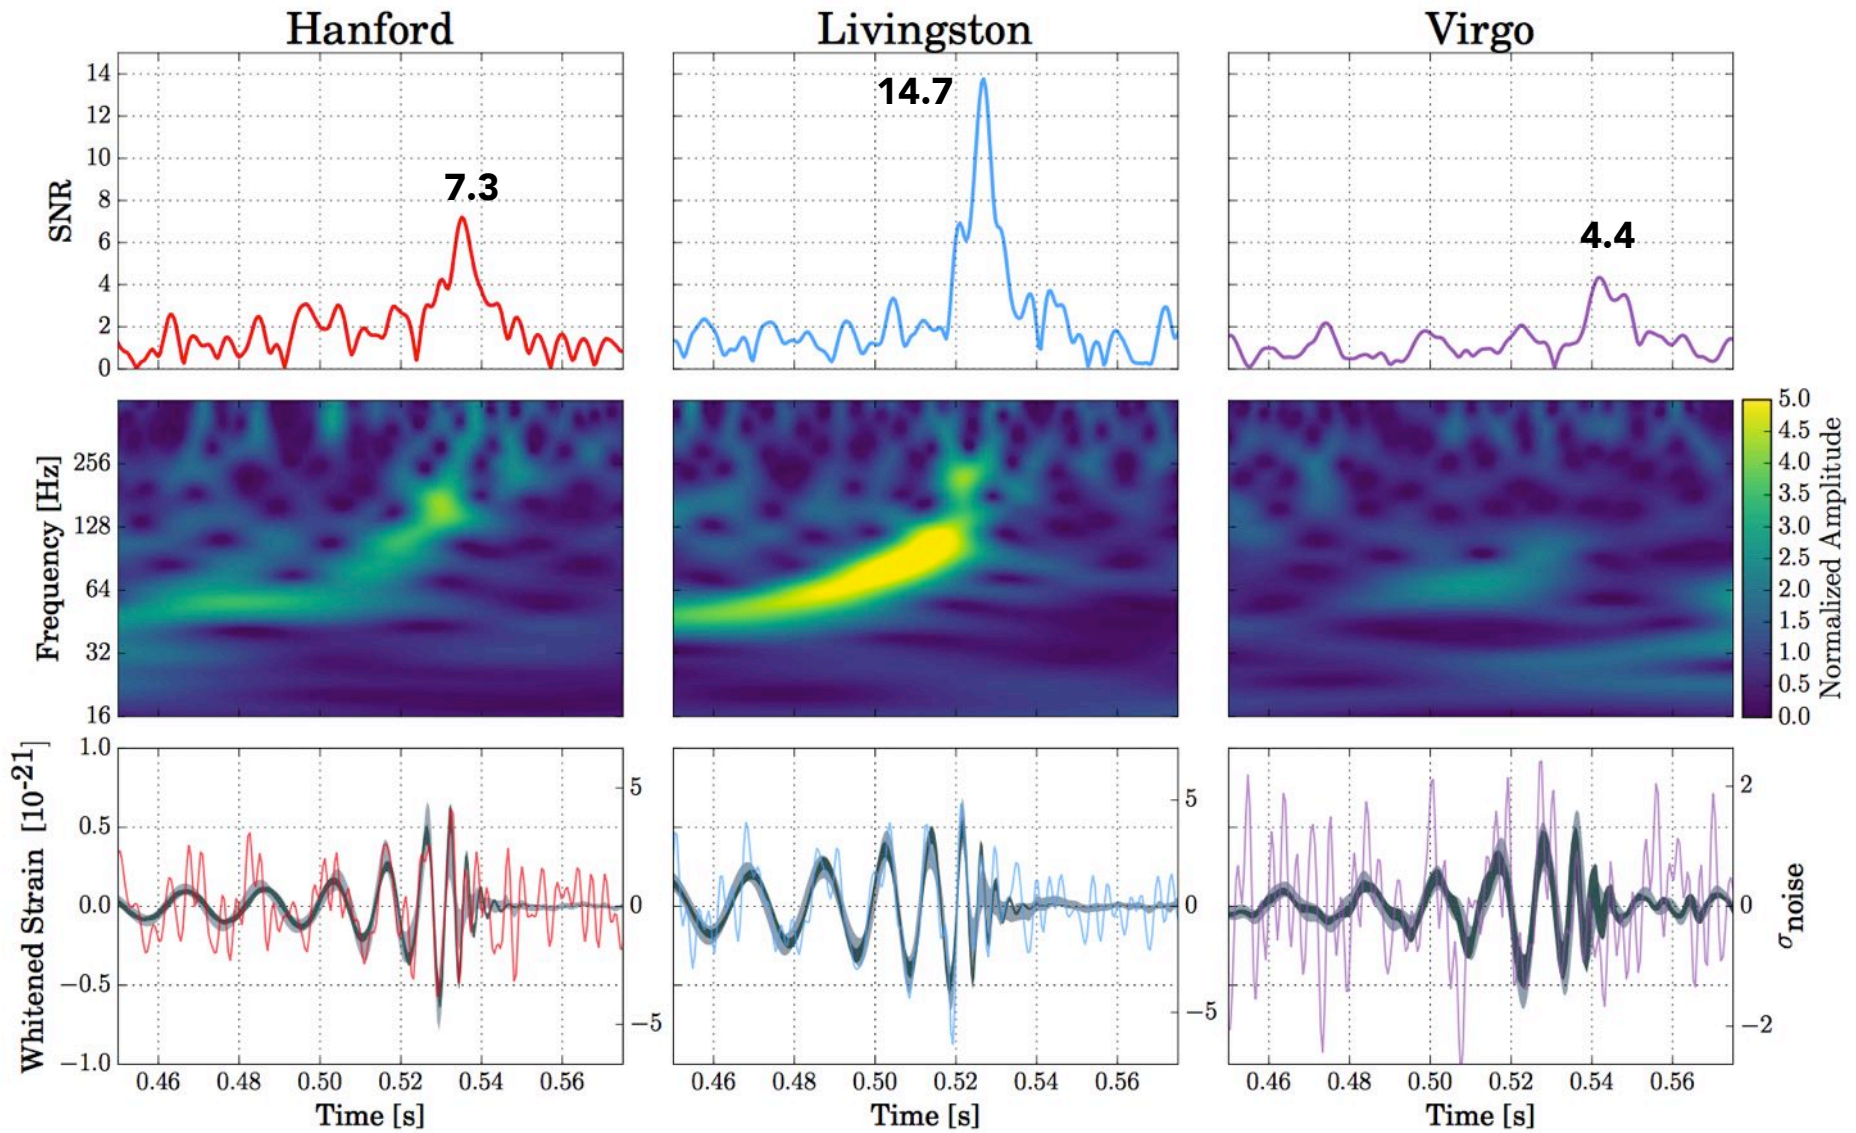 Hanford
Livingston
Virgo
SNR
14
12
10
8
6
4
2
0
7.3
14.7
4.4
Frequency [Hz]
256
128
64
32
16
5.0
4.5
4.0
3.5
3.0
2.5
2.0
1.5
1.0
0.5
0.0
Normalized Amplitude
Whitened Strain [10-21]
1.0
0.5
0.0
−0.5
−1.0
5
0
−5
5
0
−5
2
0
−2
σnoise
0.46 0.48 0.50 0.52 0.54 0.56
0.46 0.48 0.50 0.52 0.54 0.56
0.46 0.48 0.50 0.52 0.54 0.56
Time [s]
Time [s]
Time [s]